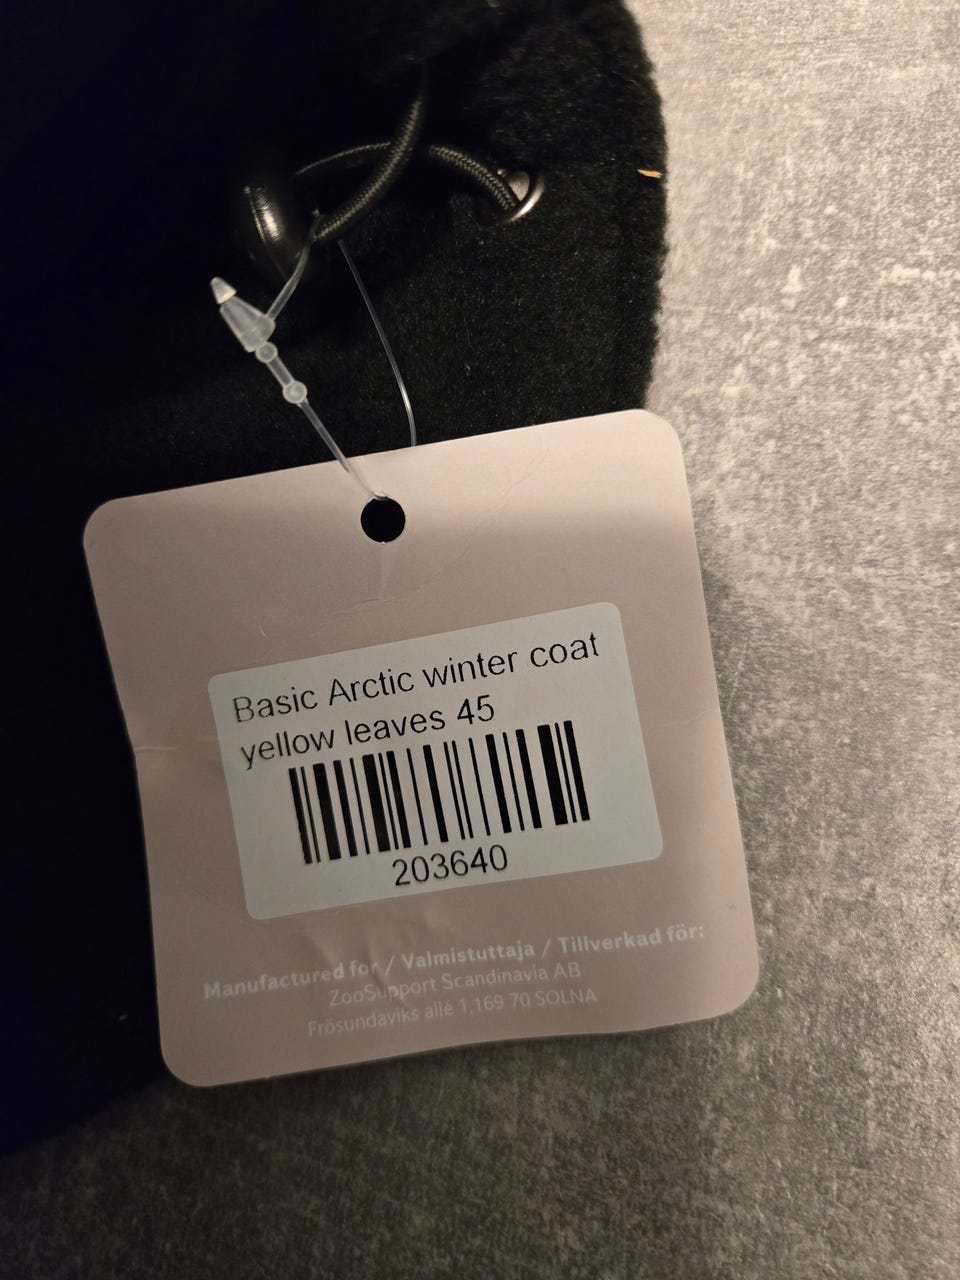 Basic Arctic winter coat
yellow leaves 45
203640
Manufactured for / Valmistuttaja / Tillverkad för:
ZooSupport Scandinavia AB
Frösundaviks allé 1,169 70 SOLNA